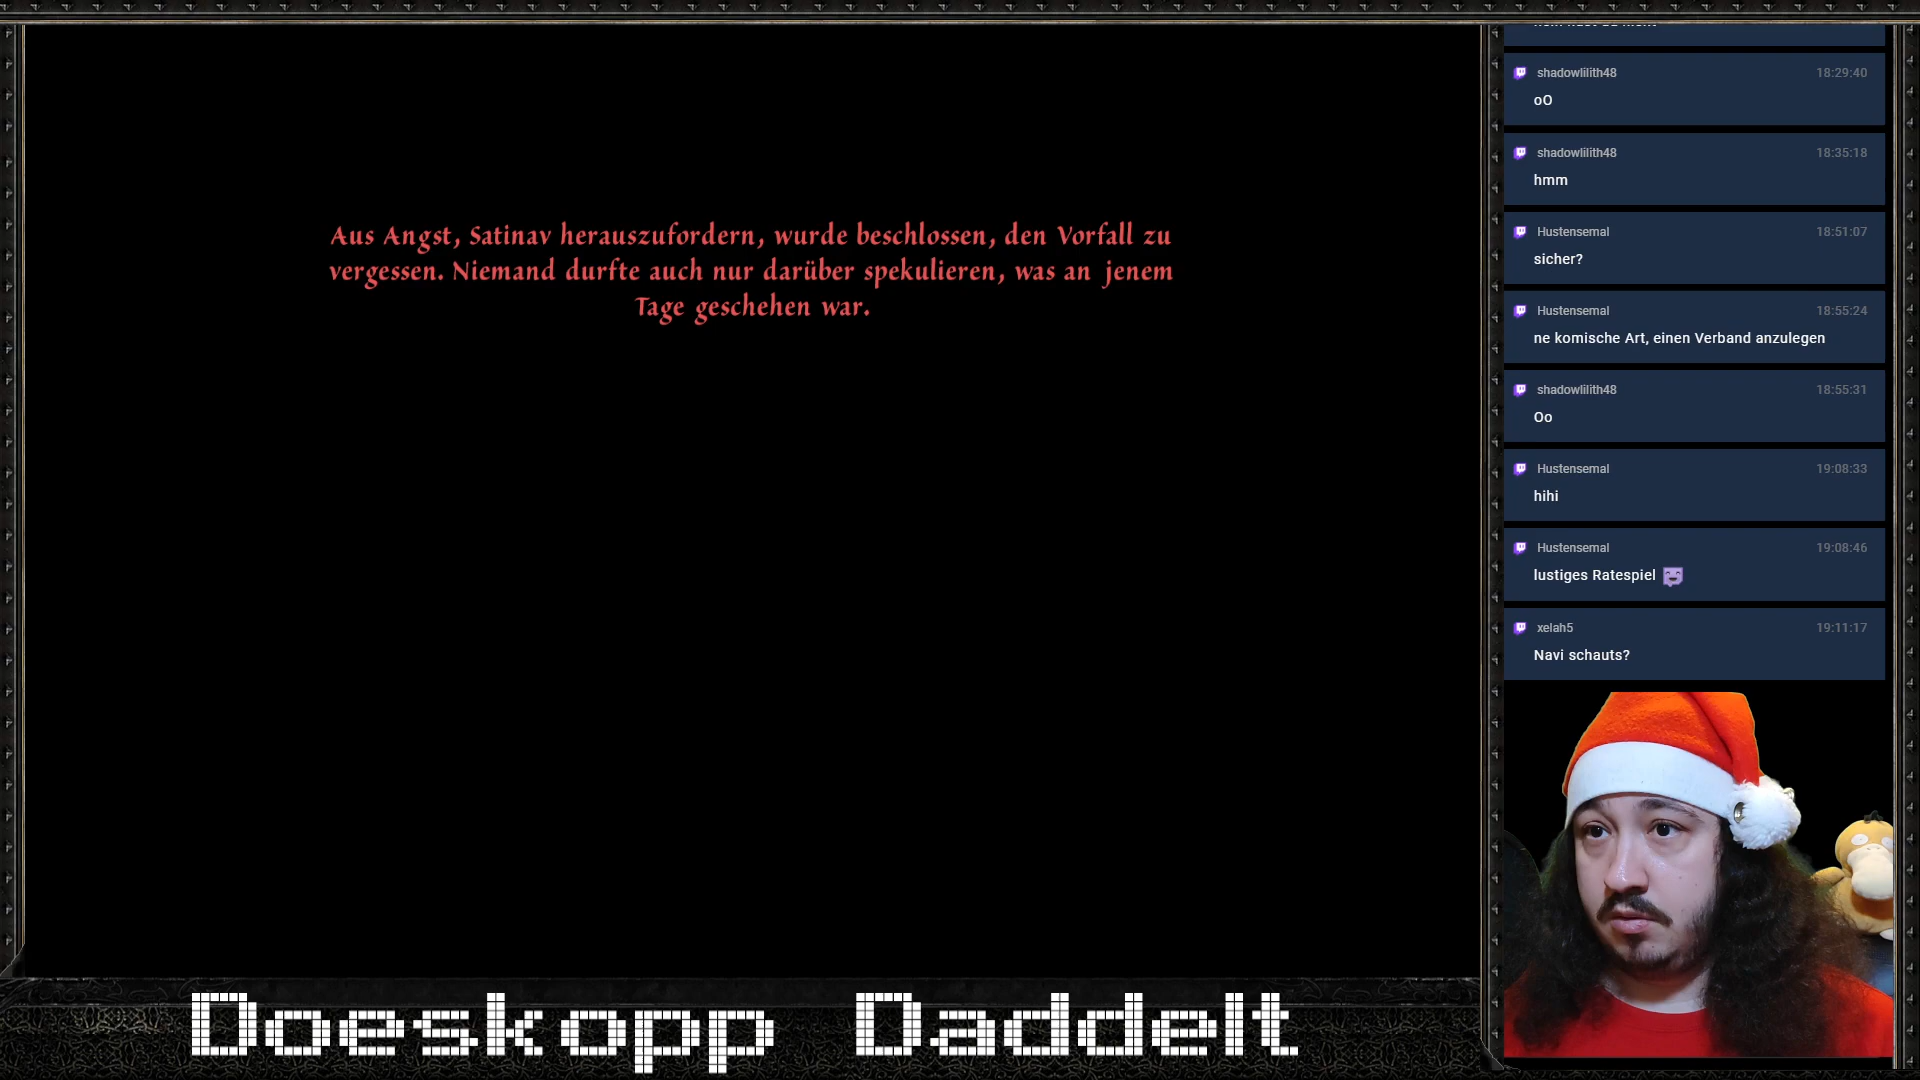 Aus Angst, Satinav herauszufordern, wurde beschlossen, den Vorfall zu
vergessen. Niemand durfte auch nur darüber spekulieren, was an jenem
Tage geschehen war.
shadowlilith48 18:29:40
oO
shadowlilith48 18:35:18
hmm
Hustensemal 18:51:07
sicher?
Hustensemal 18:55:24
ne komische Art, einen Verband anzulegen
shadowlilith48 18:55:31
Oo
Hustensemal 19:08:33
hihi
Hustensemal 19:08:46
lustiges Ratespiel
xelah5 19:11:17
Navi schauts?
Doeskopp Daddelt